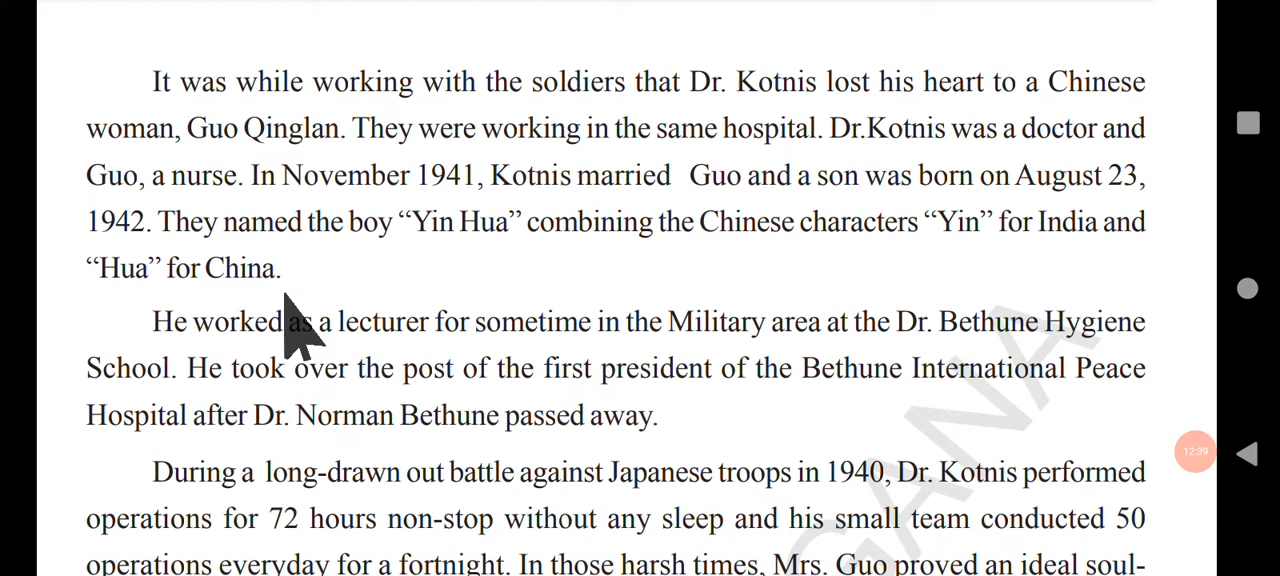 It was while working with the soldiers that Dr. Kotnis lost his heart to a Chinese
woman, Guo Qinglan. They were working in the same hospital. Dr.Kotnis was a doctor and
Guo, a nurse. In November 1941, Kotnis married Guo and a son was born on August 23,
1942. They named the boy “Yin Hua” combining the Chinese characters “Yin” for India and
“Hua” for China.
He worked as a lecturer for sometime in the Military area at the Dr. Bethune Hygiene
School. He took over the post of the first president of the Bethune International Peace
Hospital after Dr. Norman Bethune passed away.
During a long-drawn out battle against Japanese troops in 1940, Dr. Kotnis performed
operations for 72 hours non-stop without any sleep and his small team conducted 50
operations everyday for a fortnight. In those harsh times, Mrs. Guo proved an ideal soul-
GANA
12:39